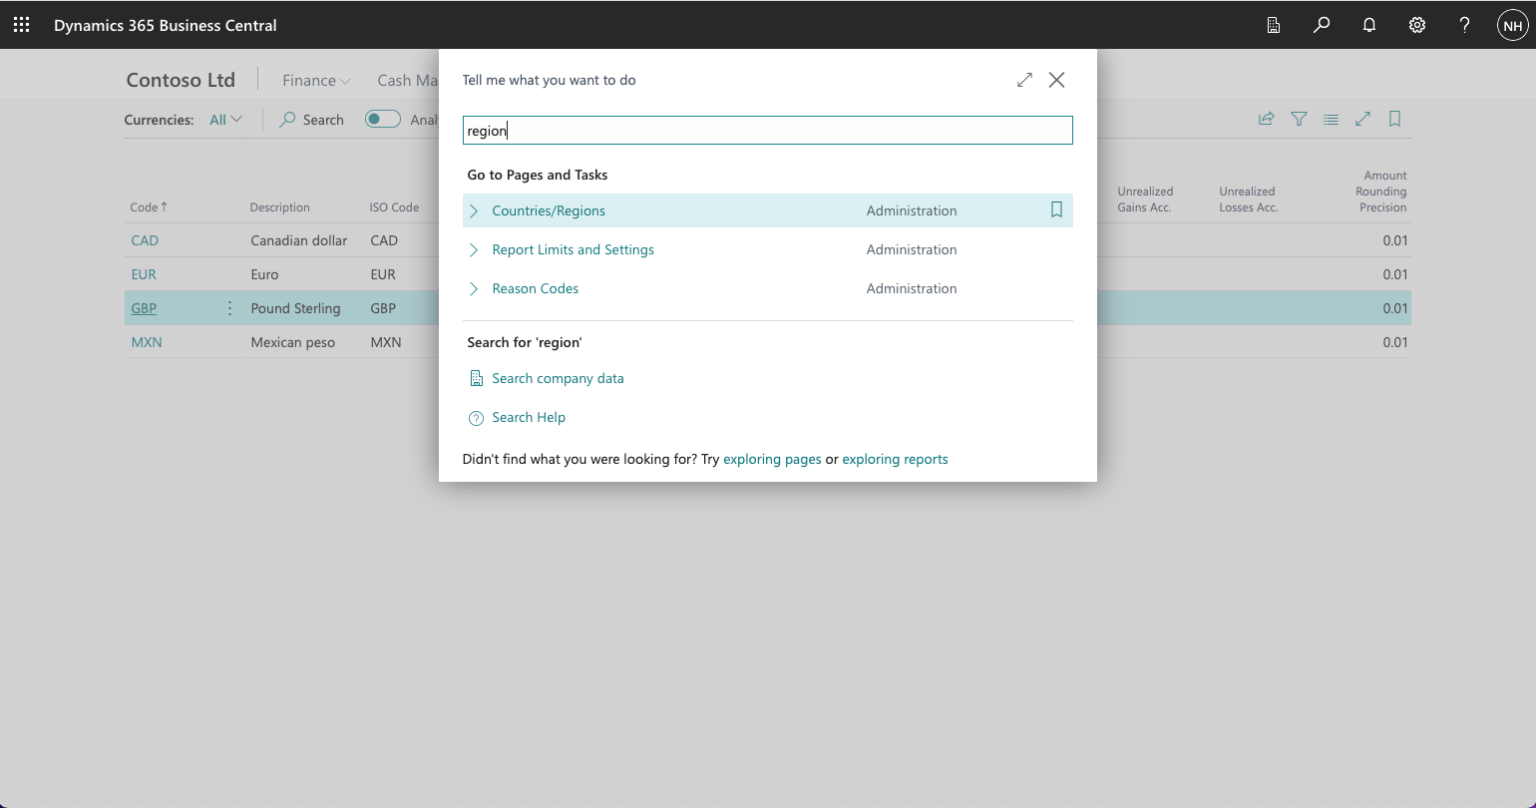 Dynamics 365 Business Central
NH
Contoso Ltd
Finance
Cash Ma
Currencies:
All
Search
Anal
Code
Description
ISO Code
Unrealized
Gains Acc.
Unrealized
Losses Acc.
Amount
Rounding
Precision
CAD Canadian dollar CAD 0.01
EUR Euro EUR 0.01
GBP Pound Sterling GBP 0.01
MXN Mexican peso MXN 0.01
Tell me what you want to do
region
Go to Pages and Tasks
Countries/Regions Administration
Report Limits and Settings Administration
Reason Codes Administration
Search for 'region'
Search company data
Search Help
Didn't find what you were looking for? Try exploring pages or exploring reports